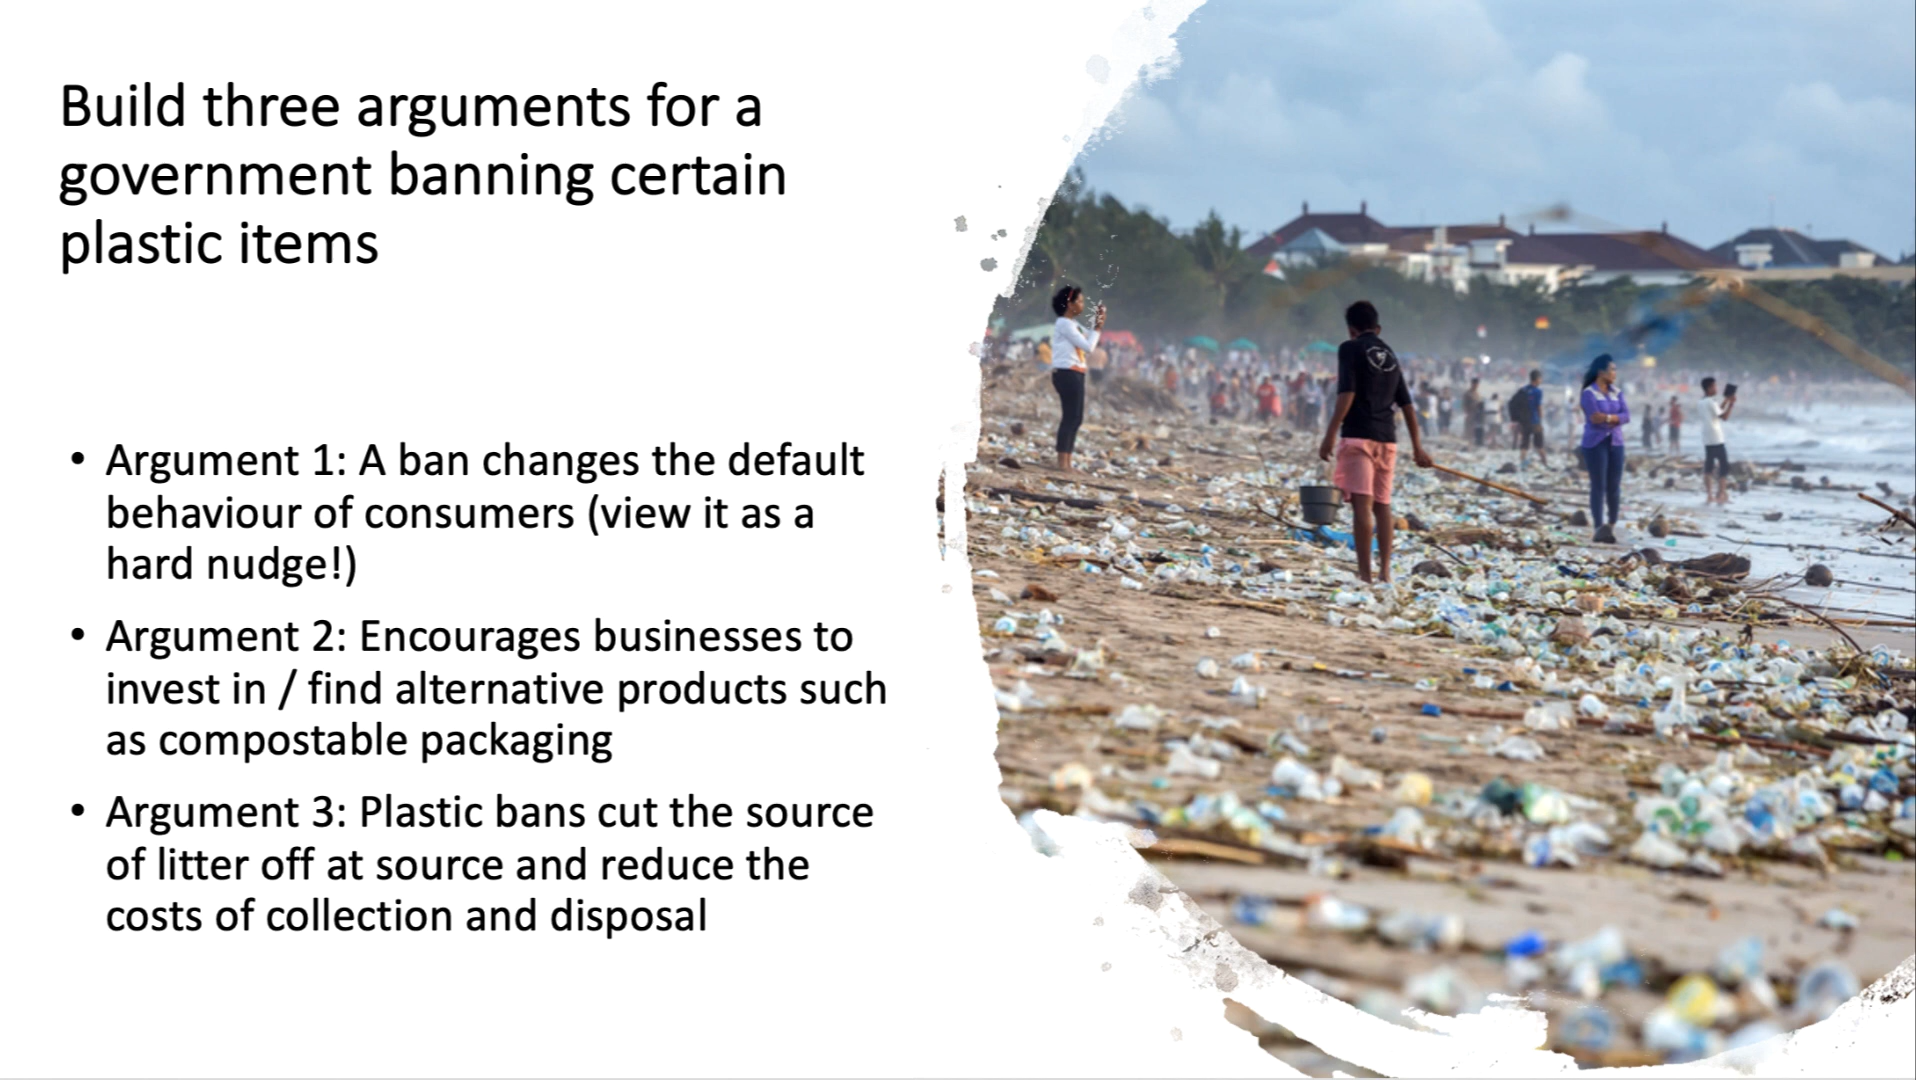 Build three arguments for a
government banning certain
plastic items
• Argument 1: A ban changes the default
behaviour of consumers (view it as a
hard nudge!)
• Argument 2: Encourages businesses to
invest in / find alternative products such
as compostable packaging
• Argument 3: Plastic bans cut the source
of litter off at source and reduce the
costs of collection and disposal